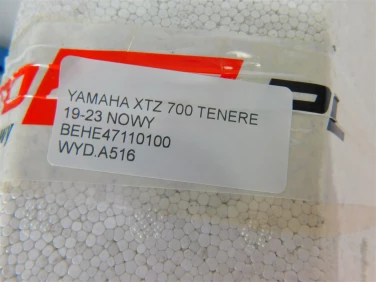 YAMAHA XTZ 700 TENERE
19-23 NOWY
BEHE47110100
WYD.A516